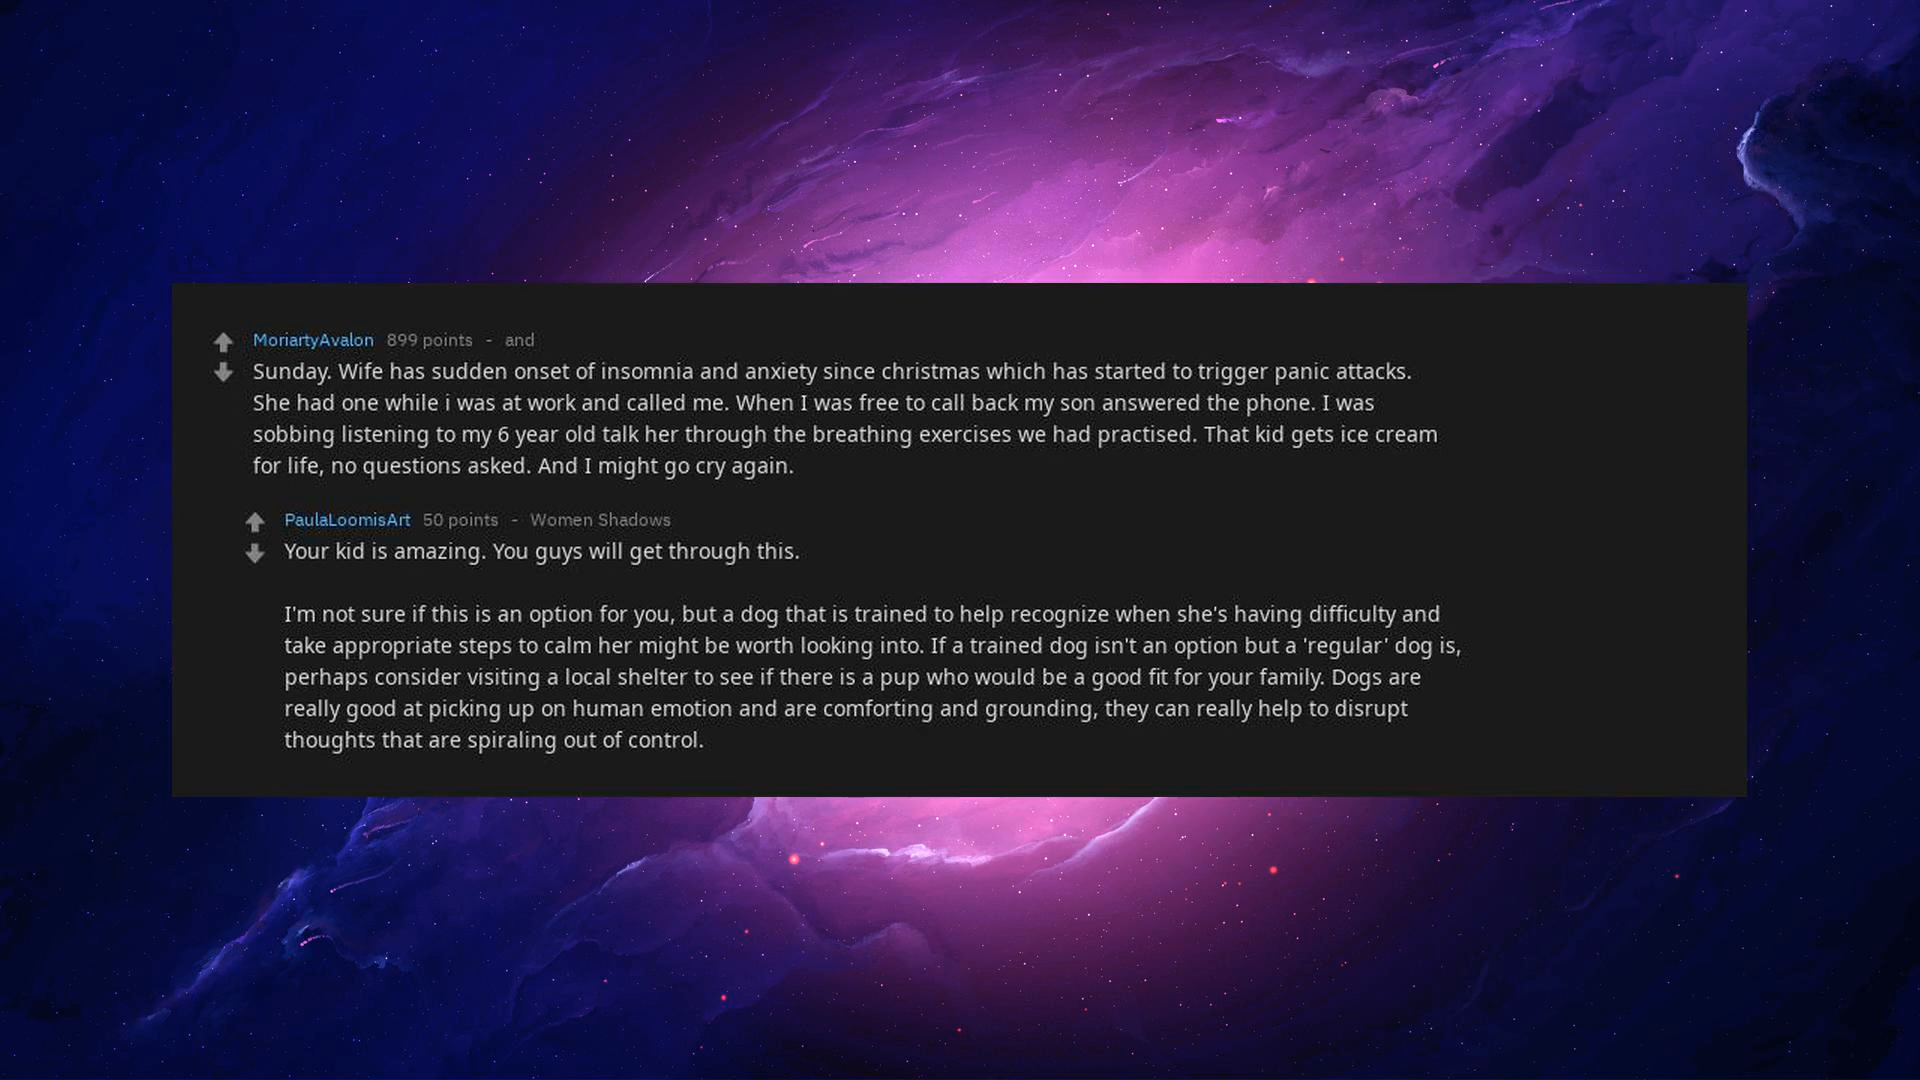 MoriartyAvalon 899 points - and
Sunday. Wife has sudden onset of insomnia and anxiety since christmas which has started to trigger panic attacks.
She had one while i was at work and called me. When I was free to call back my son answered the phone. I was
sobbing listening to my 6 year old talk her through the breathing exercises we had practised. That kid gets ice cream
for life, no questions asked. And I might go cry again.
PaulaLoomisArt 50 points - Women Shadows
Your kid is amazing. You guys will get through this.
I'm not sure if this is an option for you, but a dog that is trained to help recognize when she's having difficulty and
take appropriate steps to calm her might be worth looking into. If a trained dog isn't an option but a 'regular' dog is,
perhaps consider visiting a local shelter to see if there is a pup who would be a good fit for your family. Dogs are
really good at picking up on human emotion and are comforting and grounding, they can really help to disrupt
thoughts that are spiraling out of control.